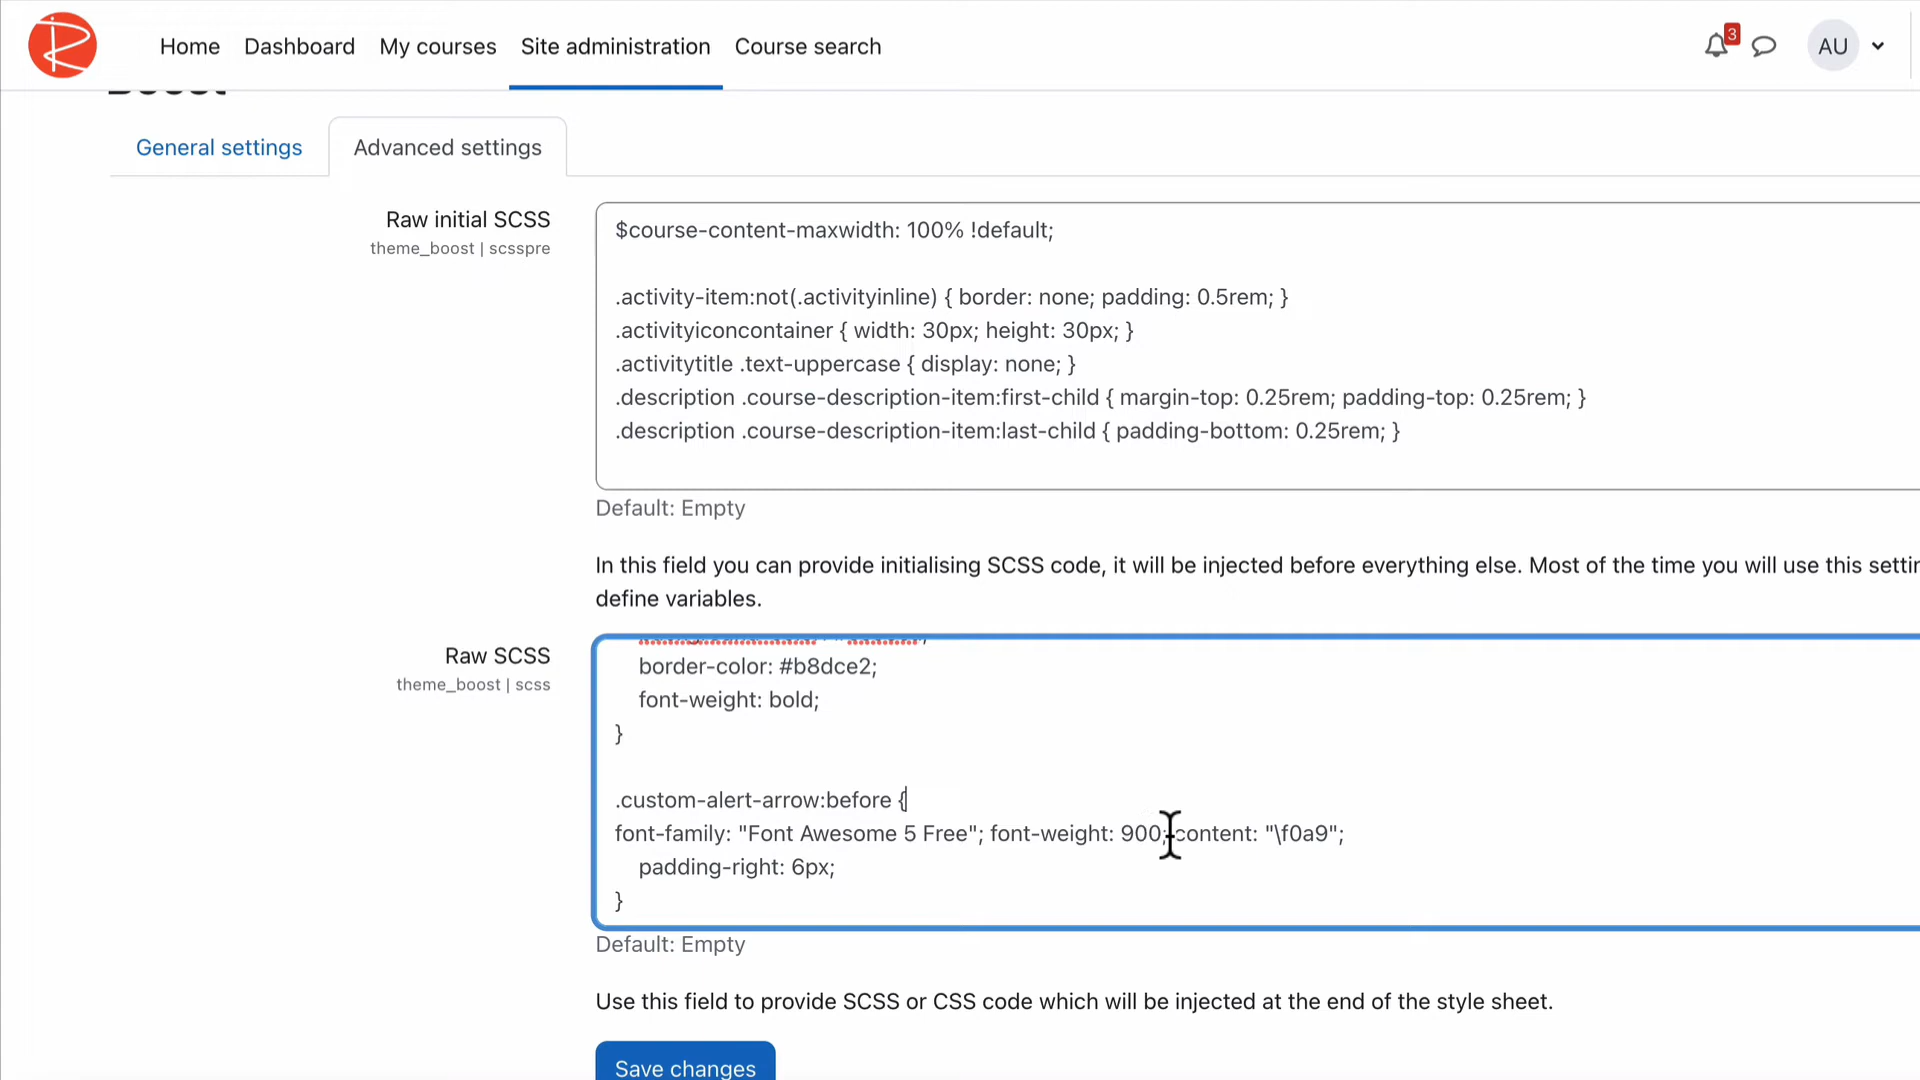 Home Dashboard My courses Site administration Course search 3 AU
Boost
General settings Advanced settings
Raw initial SCSS
theme_boost | scsspre
$course-content-maxwidth: 100% !default;
.activity-item:not(.activityinline) { border: none; padding: 0.5rem; }
.activityiconcontainer { width: 30px; height: 30px; }
.activitytitle .text-uppercase { display: none; }
.description .course-description-item:first-child { margin-top: 0.25rem; padding-top: 0.25rem; }
.description .course-description-item:last-child { padding-bottom: 0.25rem; }
Default: Empty
In this field you can provide initialising SCSS code, it will be injected before everything else. Most of the time you will use this
define variables.
Raw SCSS
theme_boost | scss
border-color: #b8dce2;
font-weight: bold;
}
.custom-alert-arrow:before {
font-family: "Font Awesome 5 Free"; font-weight: 900; content: "\f0a9";
padding-right: 6px;
}
Default: Empty
Use this field to provide SCSS or CSS code which will be injected at the end of the style sheet.
Save changes